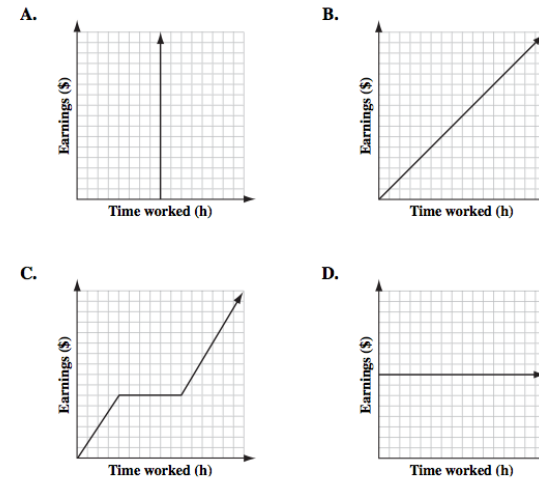 A.
Earnings ($)
Time worked (h)
B.
Earnings ($)
Time worked (h)
C.
Earnings ($)
Time worked (h)
D.
Earnings ($)
Time worked (h)